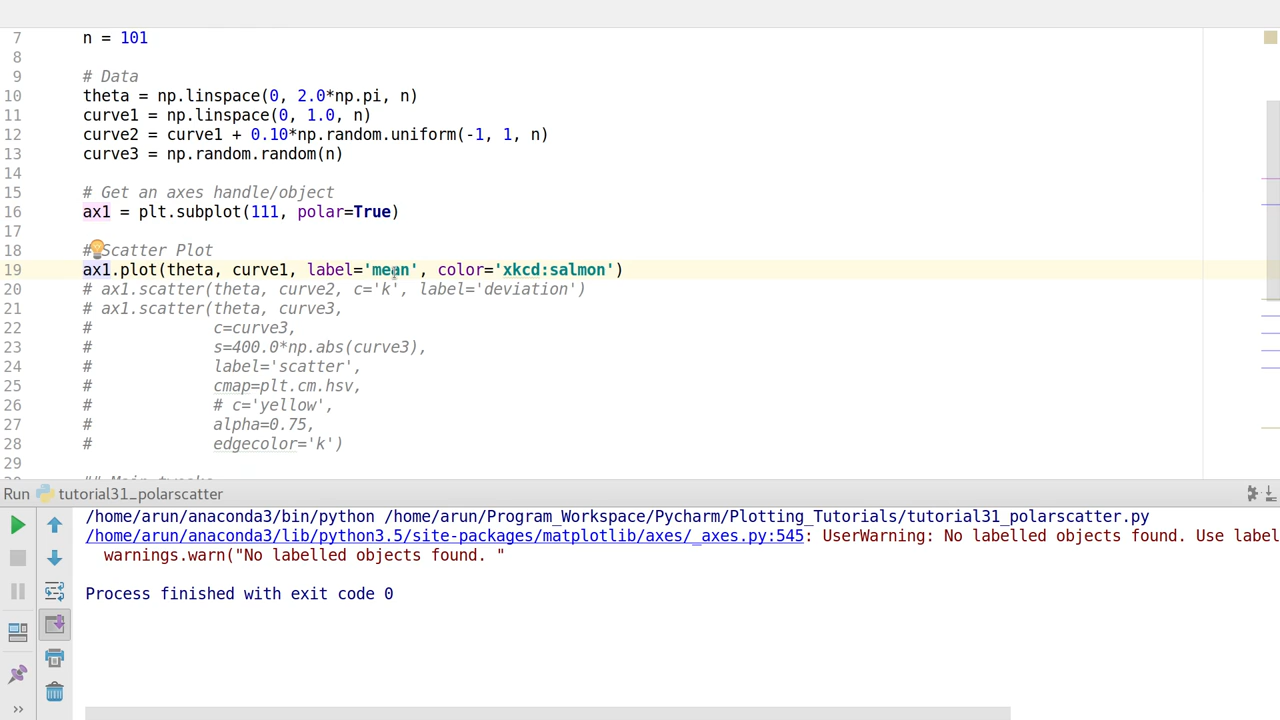 7 n = 101
8
9 # Data
10 theta = np.linspace(0, 2.0*np.pi, n)
11 curve1 = np.linspace(0, 1.0, n)
12 curve2 = curve1 + 0.10*np.random.uniform(-1, 1, n)
13 curve3 = np.random.random(n)
14
15 # Get an axes handle/object
16 ax1 = plt.subplot(111, polar=True)
17
18 # Scatter Plot
19 ax1.plot(theta, curve1, label='mean', color='xkcd:salmon')
20 # ax1.scatter(theta, curve2, c='k', label='deviation')
21 # ax1.scatter(theta, curve3,
22 # c=curve3,
23 # s=400.0*np.abs(curve3),
24 # label='scatter',
25 # cmap=plt.cm.hsv,
26 # # c='yellow',
27 # alpha=0.75,
28 # edgecolor='k')
29
Run tutorial31_polarscatter
/home/arun/anaconda3/bin/python /home/arun/Program_Workspace/Pycharm/Plotting_Tutorials/tutorial31_polarscatter.py
/home/arun/anaconda3/lib/python3.5/site-packages/matplotlib/axes/_axes.py:545: UserWarning: No labelled objects found. Use label
warnings.warn("No labelled objects found. "
Process finished with exit code 0